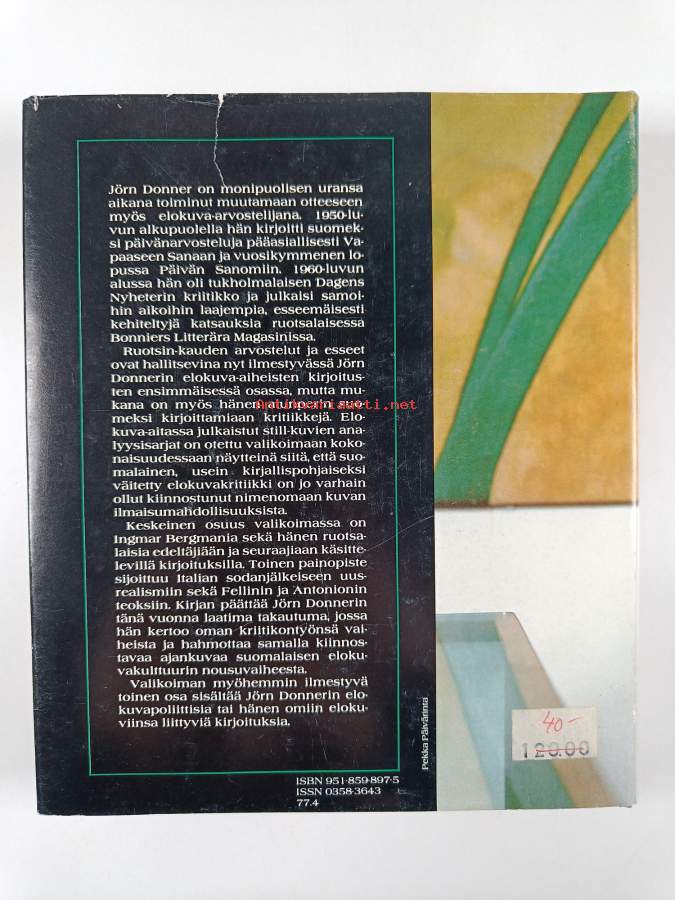 Jörn Donner on monipuolisen uransa
aikana toiminut muutamaan otteeseen
myös elokuva-arvostelijana. 1950-lu-
vun alkupuolella hän kirjoitti suomek-
si päivänarvosteluja pääasiallisesti Va-
paaseen Sanaan ja vuosikymmenen lo-
pussa Päivän Sanomiin. 1960-luvun
alussa hän oli tukholmalaisen Dagens
Nyheterin kriitikko ja julkaisi samoi-
hin aikoihin laajempia, esseemäisesti
kehiteltyjä katsauksia ruotsalaisessa
Bonniers Litterära Magasinissa.
Ruotsin-kauden arvostelut ja esseet
ovat hallitsevina nyt ilmestyvässä Jörn
Donnerin elokuva-aiheisten kirjoitus-
ten ensimmäisessä osassa, mutta mu-
kana on myös hänen alunperin suo-
meksi kirjoittamiaan kritiikkejä. Elo-
kuva-aitassa julkaistut still-kuvien ana-
lyysisarjat on otettu valikoimaan koko-
naisuudessaan näytteinä siitä, että suo-
malainen, usein kirjallispohjaiseksi
väitetty elokuvakritiikki on jo varhain
ollut kiinnostunut nimenomaan kuvan
ilmaisumahdollisuuksista.
Keskeinen osuus valikoimassa on
Ingmar Bergmania sekä hänen ruotsa-
laisia edeltäjiään ja seuraajiaan käsitte-
levillä kirjoituksilla. Toinen painopiste
sijoittuu Italian sodanjälkeiseen uus-
realismiin sekä Fellinin ja Antonionin
teoksiin. Kirjan päättää Jörn Donnerin
tänä vuonna laatima takautuma, jossa
hän kertoo oman kriitikontyönsä vai-
heista ja hahmottaa samalla kiinnos-
tavaa ajankuvaa suomalaisen eloku-
vakulttuurin nousuvaiheesta.
Valikoiman myöhemmin ilmestyvä
toinen osa sisältää Jörn Donnerin elo-
kuvapoliittisia tai hänen omiin eloku-
viinsa liittyviä kirjoituksia.
Antikvariaatti.net
Pekka Päivärinta
ISBN 951-859-897-5
ISSN 0358-3643
77.4
40-
120.00